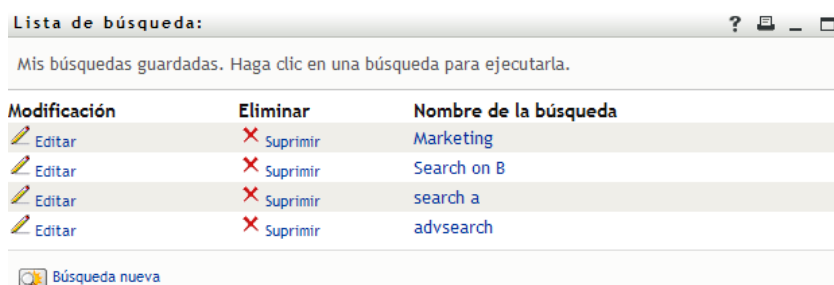 Lista de búsqueda:
Mis búsquedas guardadas. Haga clic en una búsqueda para ejecutarla.
Modificación Eliminar Nombre de la búsqueda
Editar Suprimir Marketing
Editar Suprimir Search on B
Editar Suprimir search a
Editar Suprimir advsearch
Búsqueda nueva